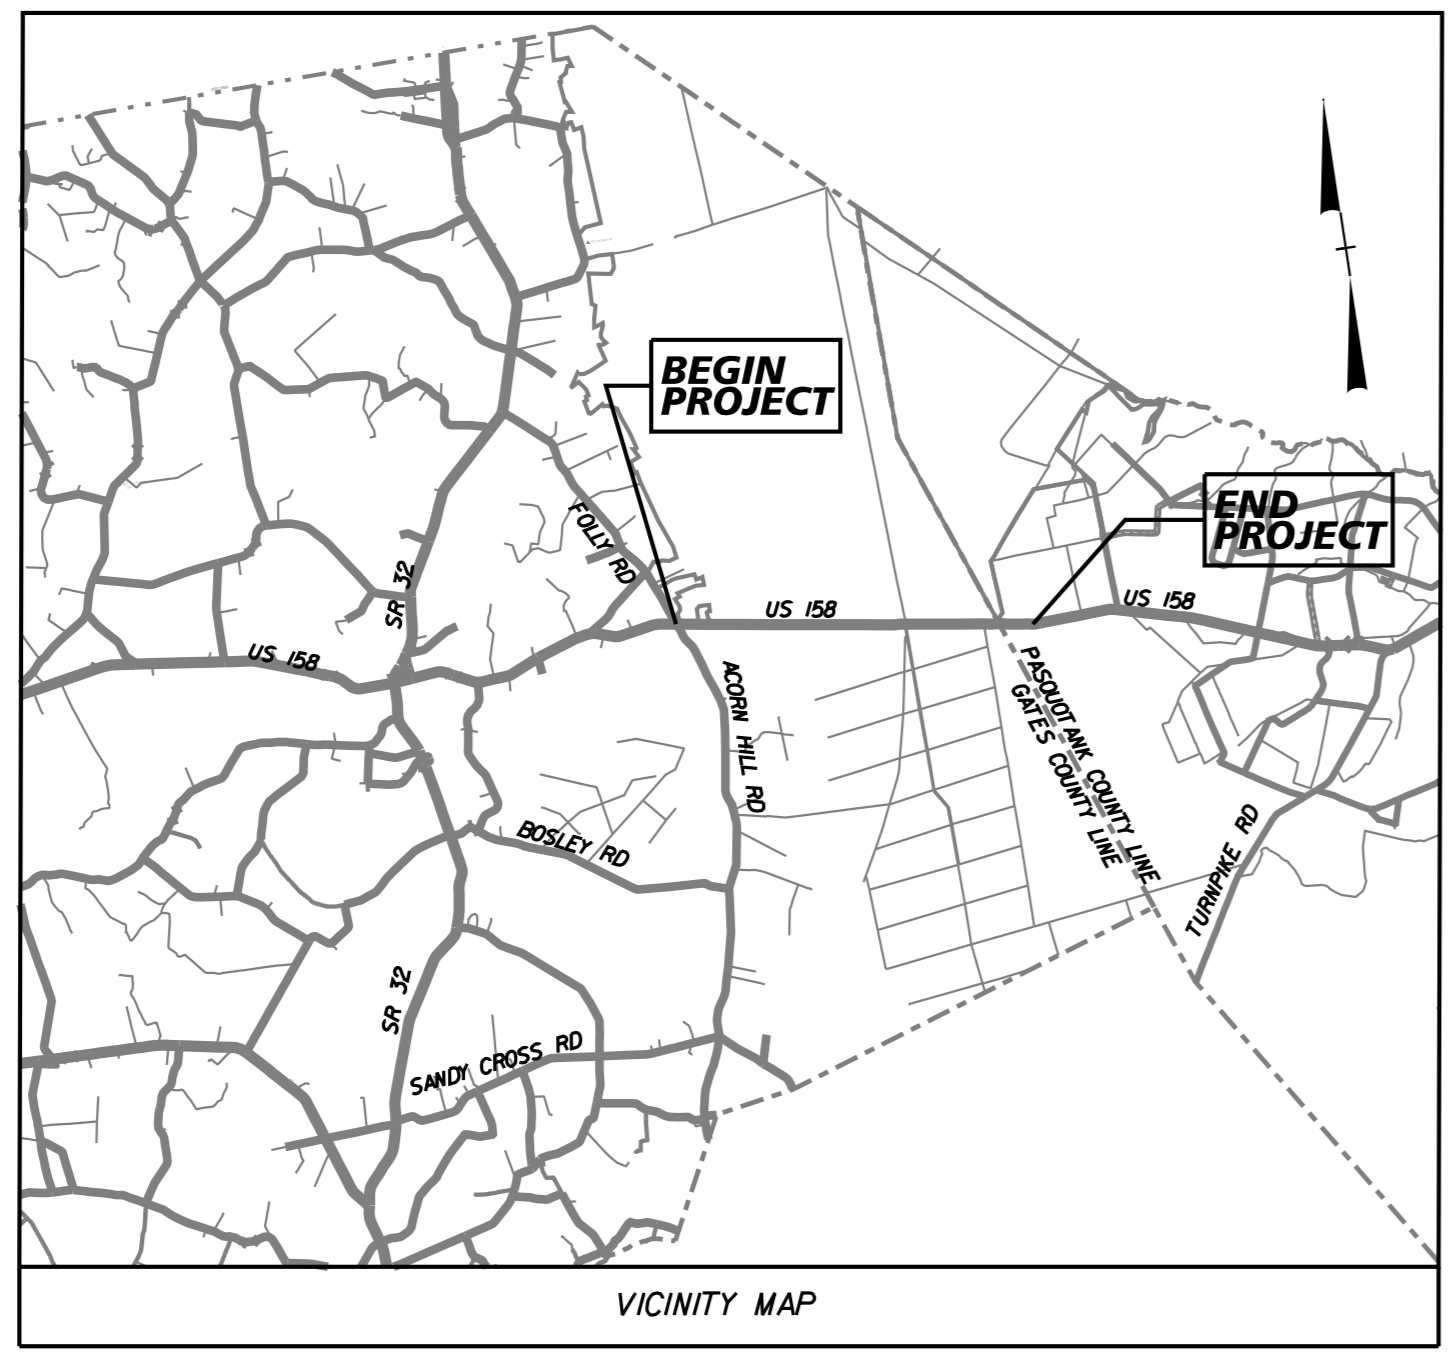 BEGIN
PROJECT
END
PROJECT
FOLLY RD
SR 32
US 158
US 158
US 158
ACORN HILL RD
PASQUOTANK COUNTY LINE
GATES COUNTY LINE
BOSLEY RD
TURNPIKE RD
SR 32
SANDY CROSS RD
VICINITY MAP